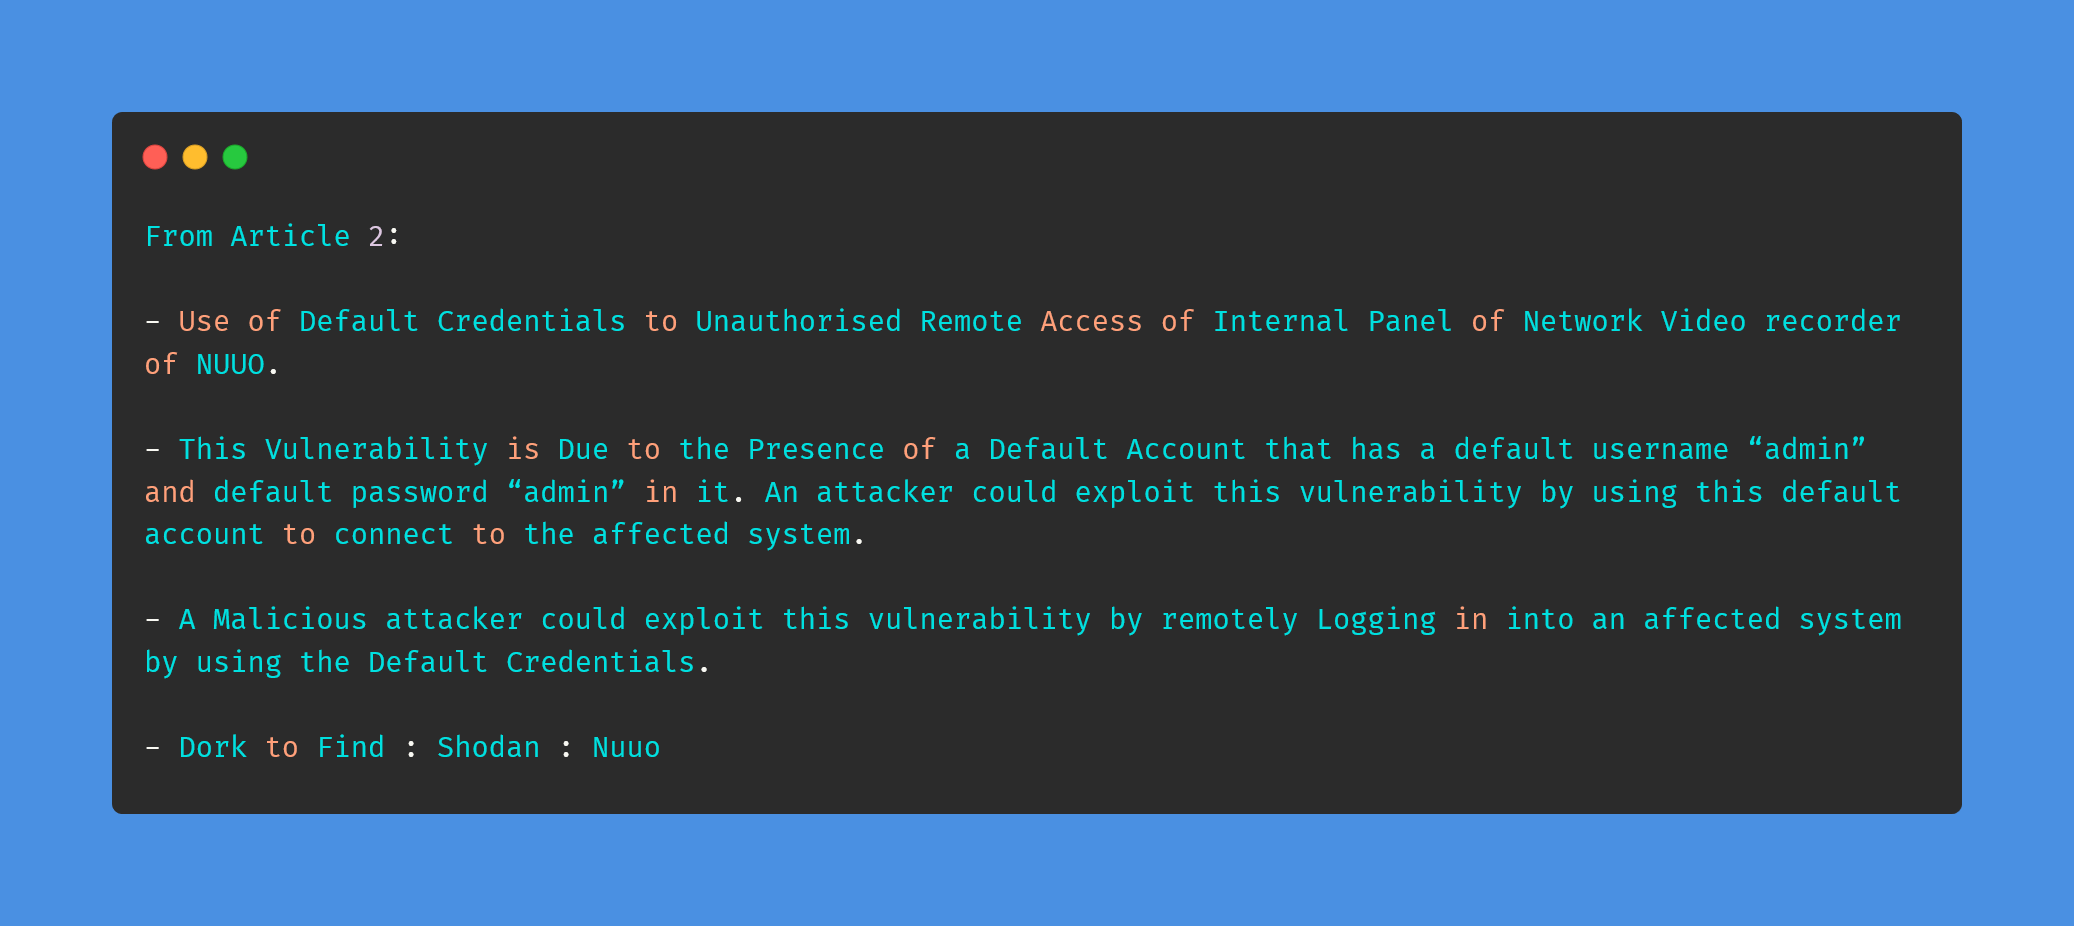 From Article 2:
- Use of Default Credentials to Unauthorised Remote Access of Internal Panel of Network Video recorder
of NUUO.
- This Vulnerability is Due to the Presence of a Default Account that has a default username “admin”
and default password “admin” in it. An attacker could exploit this vulnerability by using this default
account to connect to the affected system.
- A Malicious attacker could exploit this vulnerability by remotely Logging in into an affected system
by using the Default Credentials.
- Dork to Find : Shodan : Nuuo